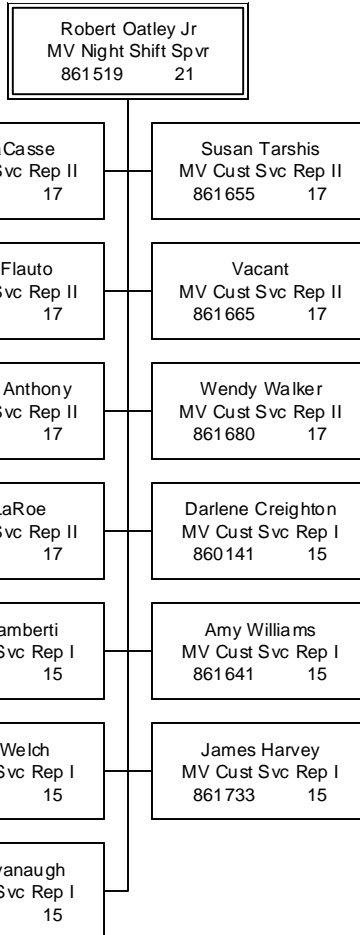 Robert Oatley Jr
MV Night Shift Spvr
861519 21
Casse
Svc Rep II
17
Susan Tarshis
MV Cust Svc Rep II
861655 17
Flauto
Svc Rep II
17
Vacant
MV Cust Svc Rep II
861665 17
Anthony
Svc Rep II
17
Wendy Walker
MV Cust Svc Rep II
861680 17
LaRoe
Svc Rep II
17
Darlene Creighton
MV Cust Svc Rep I
860141 15
amberti
Svc Rep I
15
Amy Williams
MV Cust Svc Rep I
861641 15
Welch
Svc Rep I
15
James Harvey
MV Cust Svc Rep I
861733 15
vanaugh
Svc Rep I
15